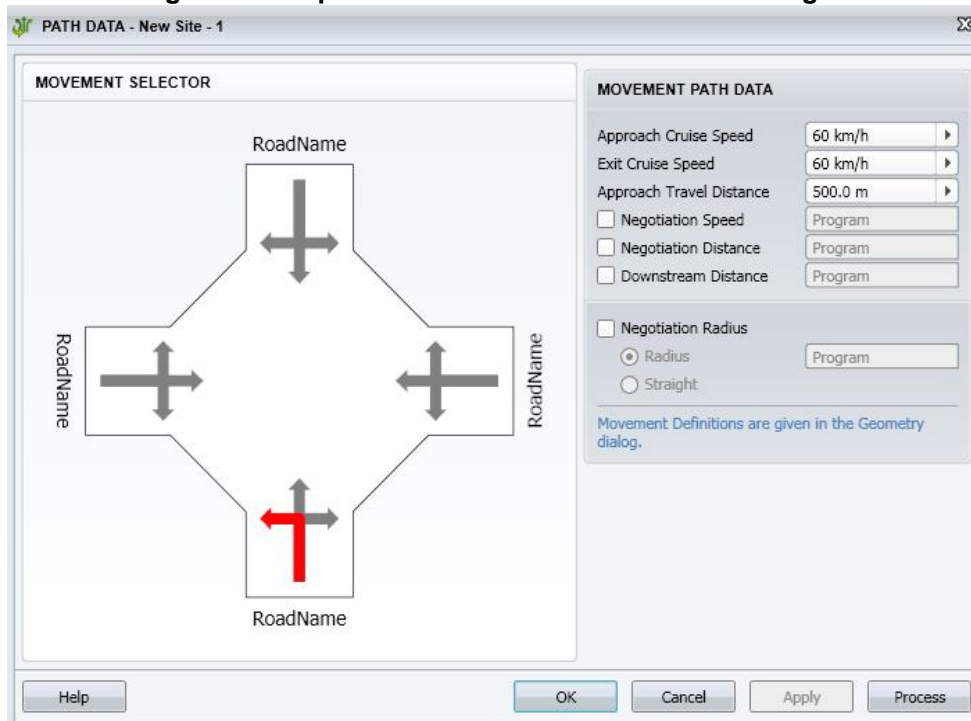 PATH DATA - New Site - 1
MOVEMENT SELECTOR
RoadName
RoadName
RoadName
RoadName
MOVEMENT PATH DATA
Approach Cruise Speed 60 km/h
Exit Cruise Speed 60 km/h
Approach Travel Distance 500.0 m
Negotiation Speed Program
Negotiation Distance Program
Downstream Distance Program
Negotiation Radius
Radius Program
Straight
Movement Definitions are given in the Geometry
dialog.
Help OK Cancel Apply Process